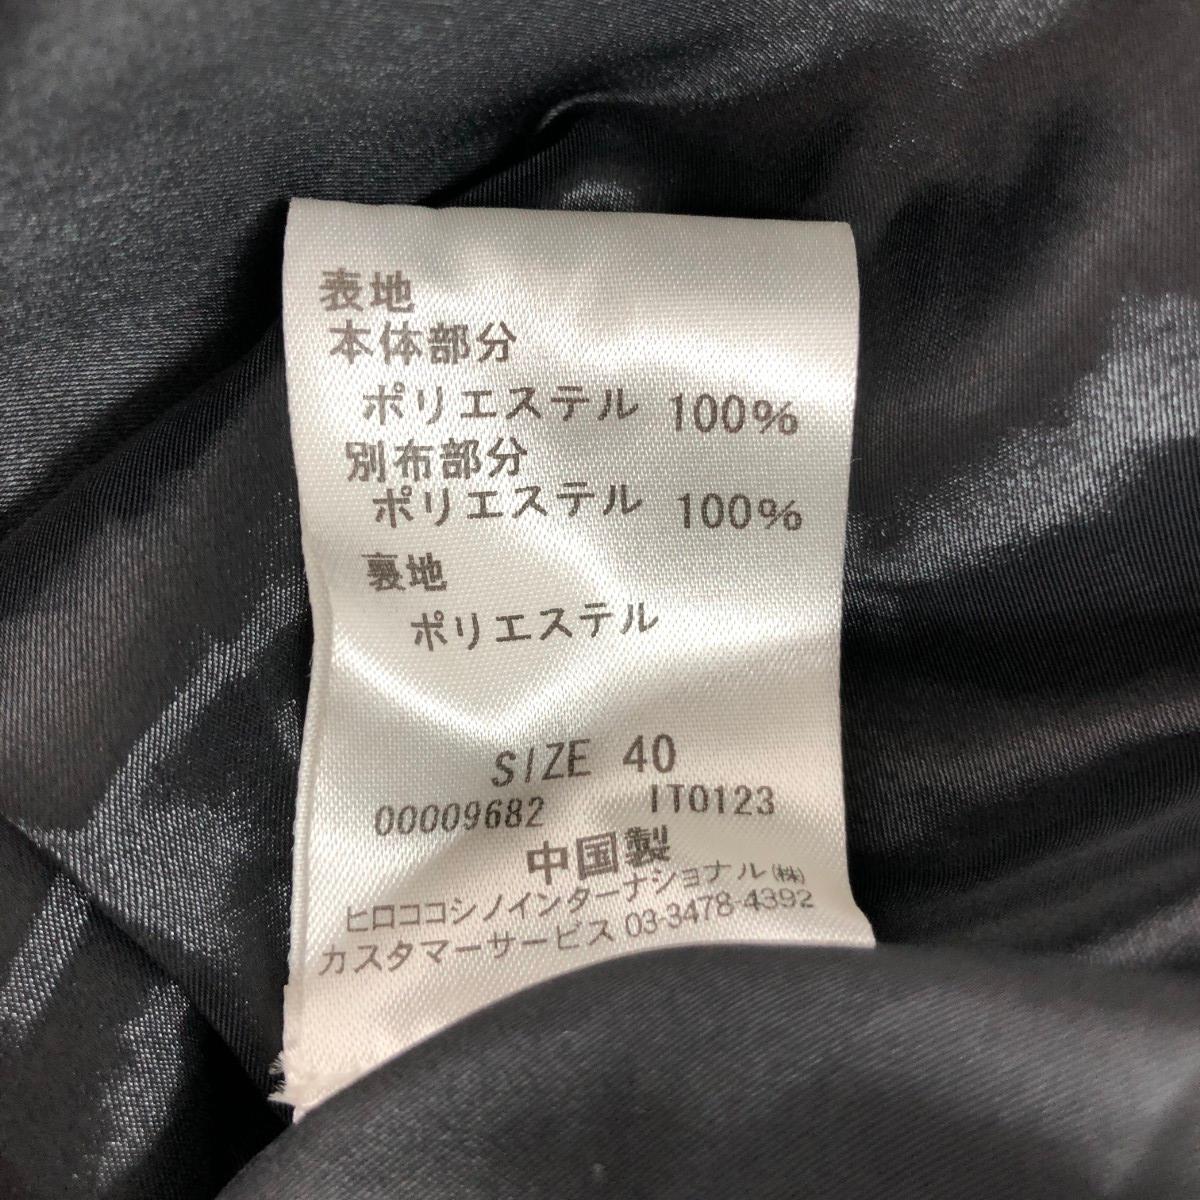 表地
本体部分
ポリエステル 100%
別布部分
ポリエステル 100%
裏地
ポリエステル
SIZE 40
00009682 IT0123
中国製
ヒロココシノインターナショナル(株)
カスタマーサービス 03-3478-4392